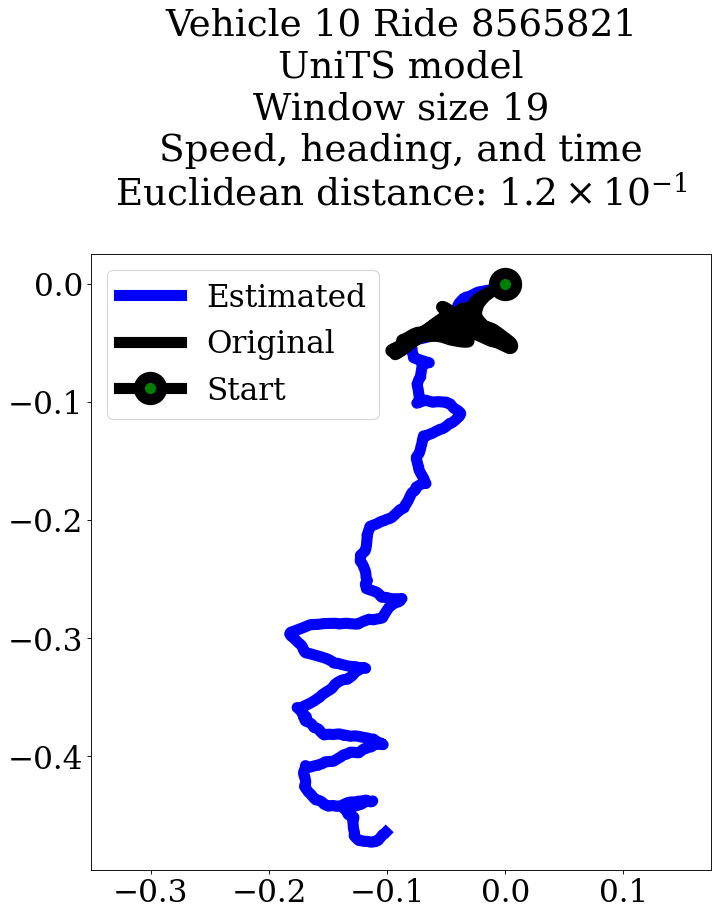 Vehicle 10 Ride 8565821
UniTS model
Window size 19
Speed, heading, and time
Euclidean distance: 1.2 × 10⁻¹
Estimated
Original
Start
0.0
−0.1
−0.2
−0.3
−0.4
−0.3 −0.2 −0.1 0.0 0.1